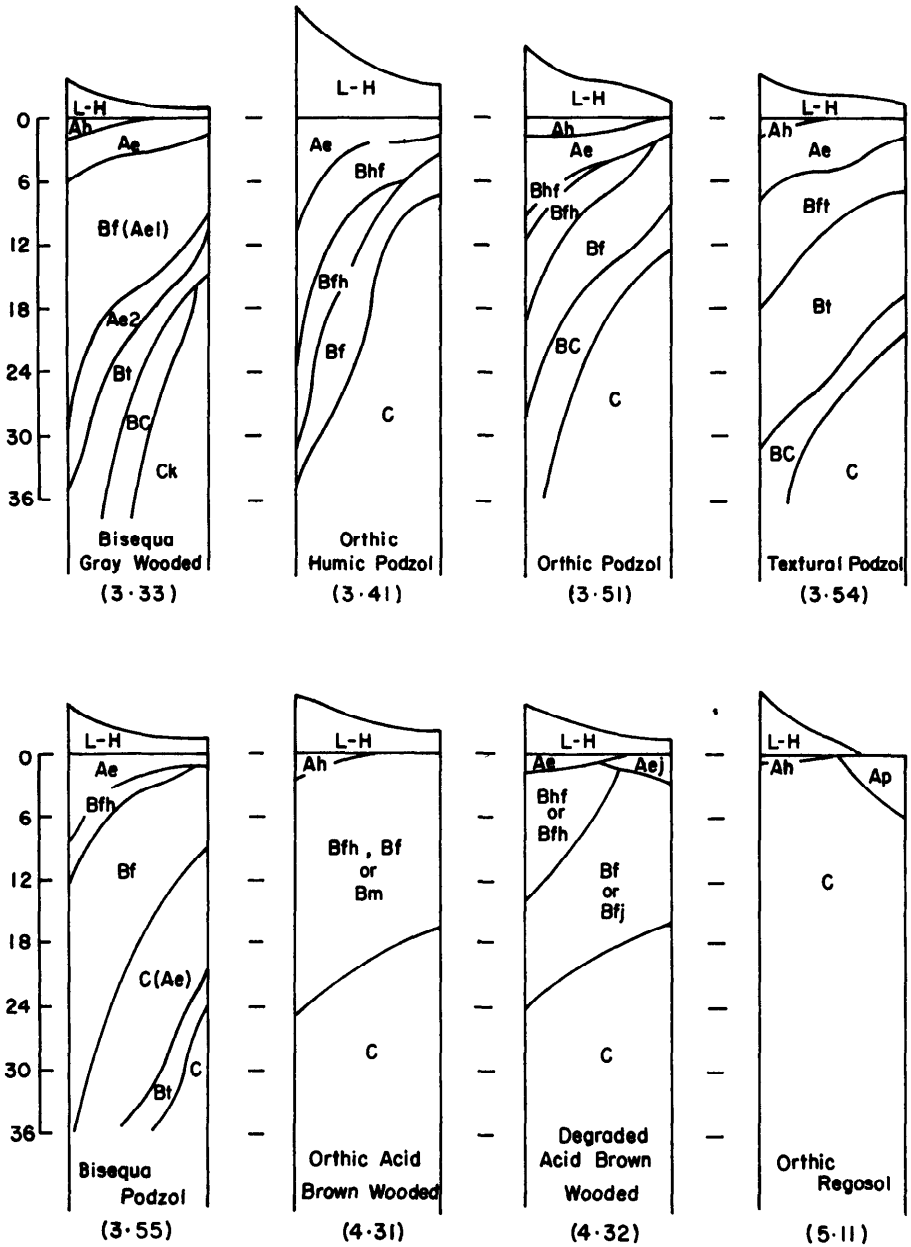 L-H
0
Ah
Ae
6
Bf(Ae1)
12
18
Ae2
24
Bt
30
BC
Ck
36
Bisequa
Gray Wooded
(3·33)
L-H
Ae
Bhf
Bfh
Bf
C
Orthic
Humic Podzol
(3·41)
L-H
Ah
Ae
Bhf
Bfh
Bf
BC
C
Orthic Podzol
(3·51)
L-H
Ah
Ae
Bft
Bt
BC
C
Textural Podzol
(3·54)
L-H
0
Ae
Bfh
6
Bf
12
18
C(Ae)
24
30
C
Bt
36
Bisequa
Podzol
(3·55)
L-H
Ah
Bfh, Bf
or
Bm
C
Orthic Acid
Brown Wooded
(4·31)
L-H
Ae
Aej
Bhf
or
Bfh
Bf
or
Bfj
C
Degraded
Acid Brown
Wooded
(4·32)
L-H
Ah
Ap
C
Orthic
Regosol
(5·11)